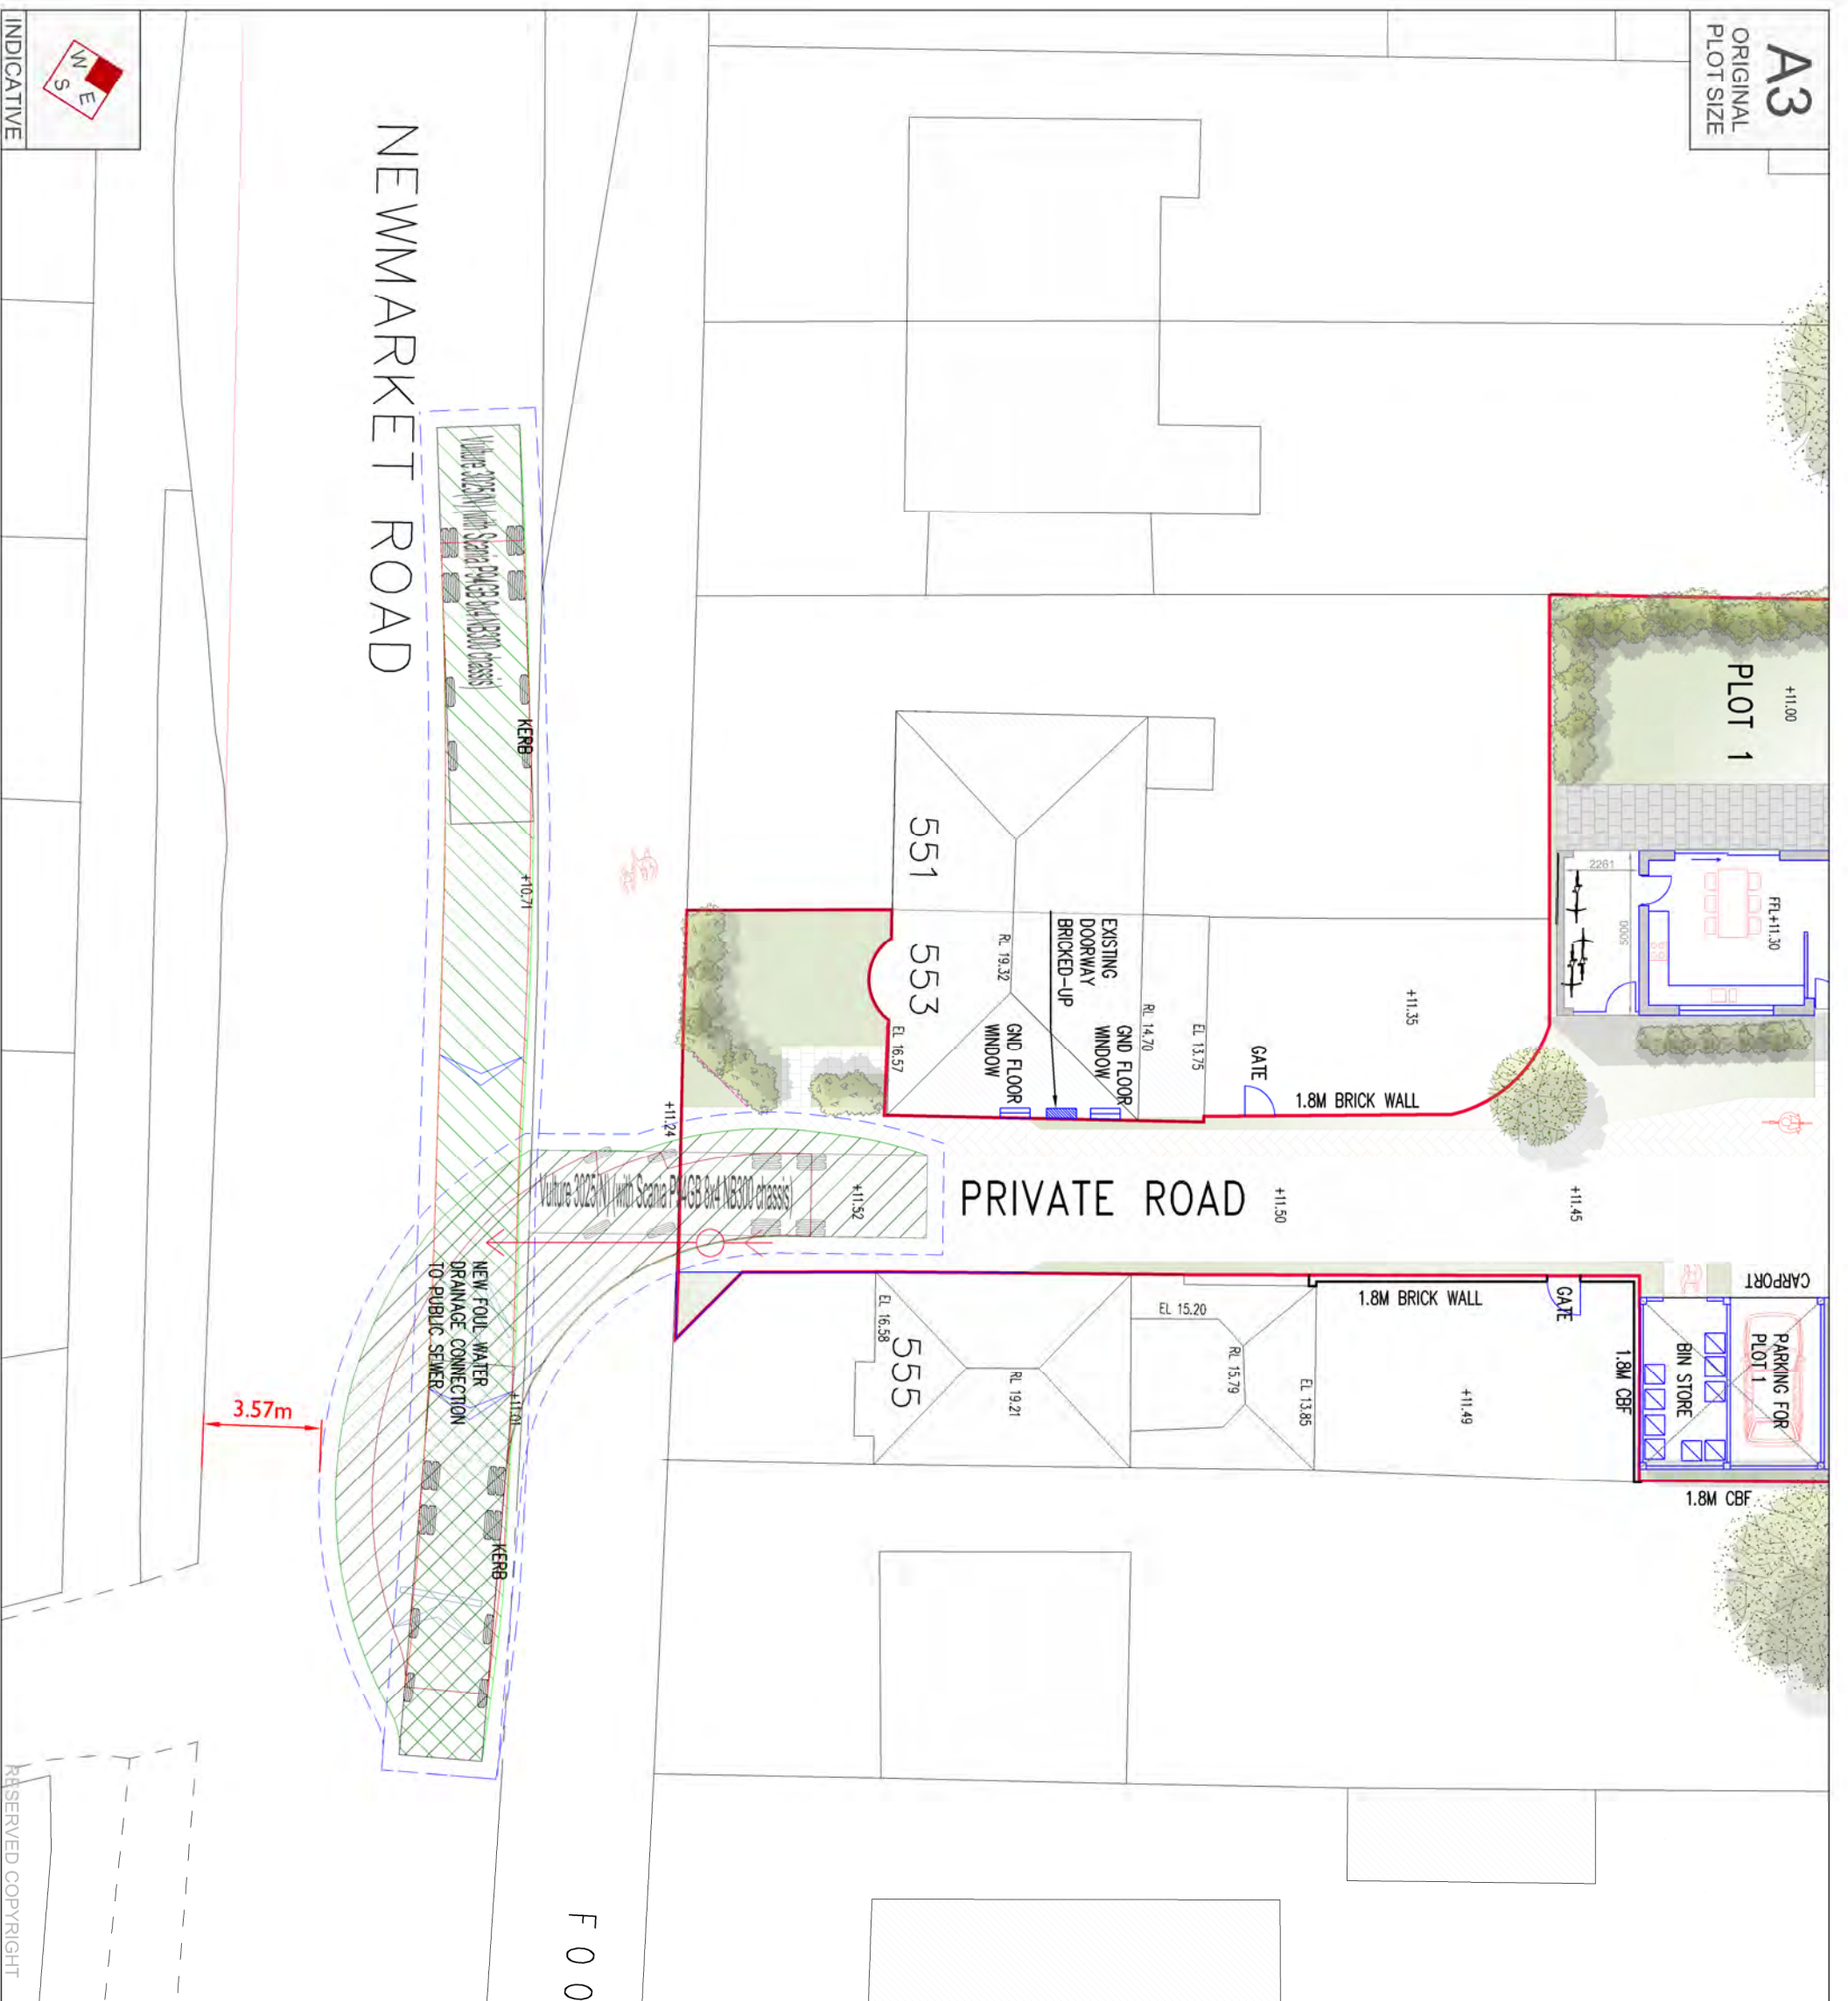 A3
ORIGINAL
PLOT SIZE
W
E
S
INDICATIVE
NEWMARKET ROAD
Vulture 3025(N) (with Scania P94GB 8x4 NB300 chassis)
KERB
+10.71
PLOT 1
+11.00
2261
6000
FFL+11.30
551
553
RL 19.32
EXISTING
DOORWAY
BRICKED-UP
GND FLOOR
WINDOW
GND FLOOR
WINDOW
RL 14.70
EL 13.75
EL 16.57
+11.35
GATE
1.8M BRICK WALL
+11.24
Vulture 3025(N) (with Scania P94GB 8x4 NB300 chassis)
+11.52
PRIVATE ROAD
+11.50
+11.45
NEW FOUL WATER
DRAINAGE CONNECTION
TO PUBLIC SEWER
+11.01
3.57m
KERB
EL 16.58
555
RL 19.21
EL 15.20
RL 15.79
EL 13.85
1.8M BRICK WALL
GATE
+11.49
1.8M CBF
CARPORT
PARKING FOR
PLOT1
BIN STORE
1.8M CBF
FOO
RESERVED COPYRIGHT